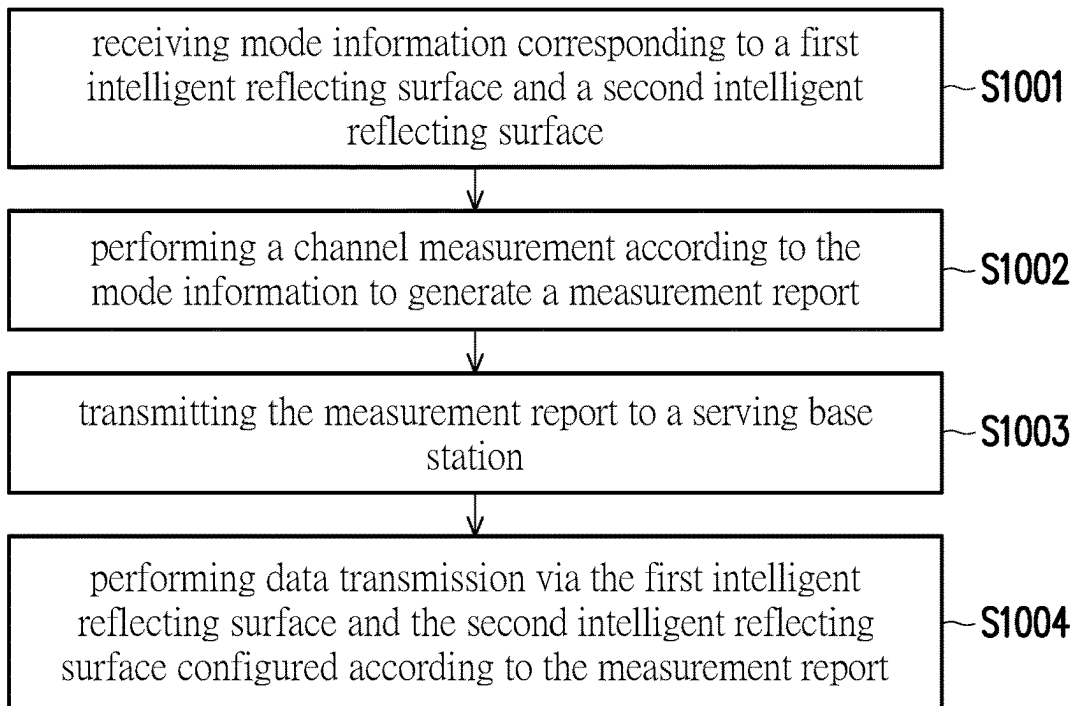 receiving mode information corresponding to a first
intelligent reflecting surface and a second intelligent
reflecting surface
S1001
performing a channel measurement according to the
mode information to generate a measurement report
S1002
transmitting the measurement report to a serving base
station
S1003
performing data transmission via the first intelligent
reflecting surface and the second intelligent reflecting
surface configured according to the measurement report
S1004